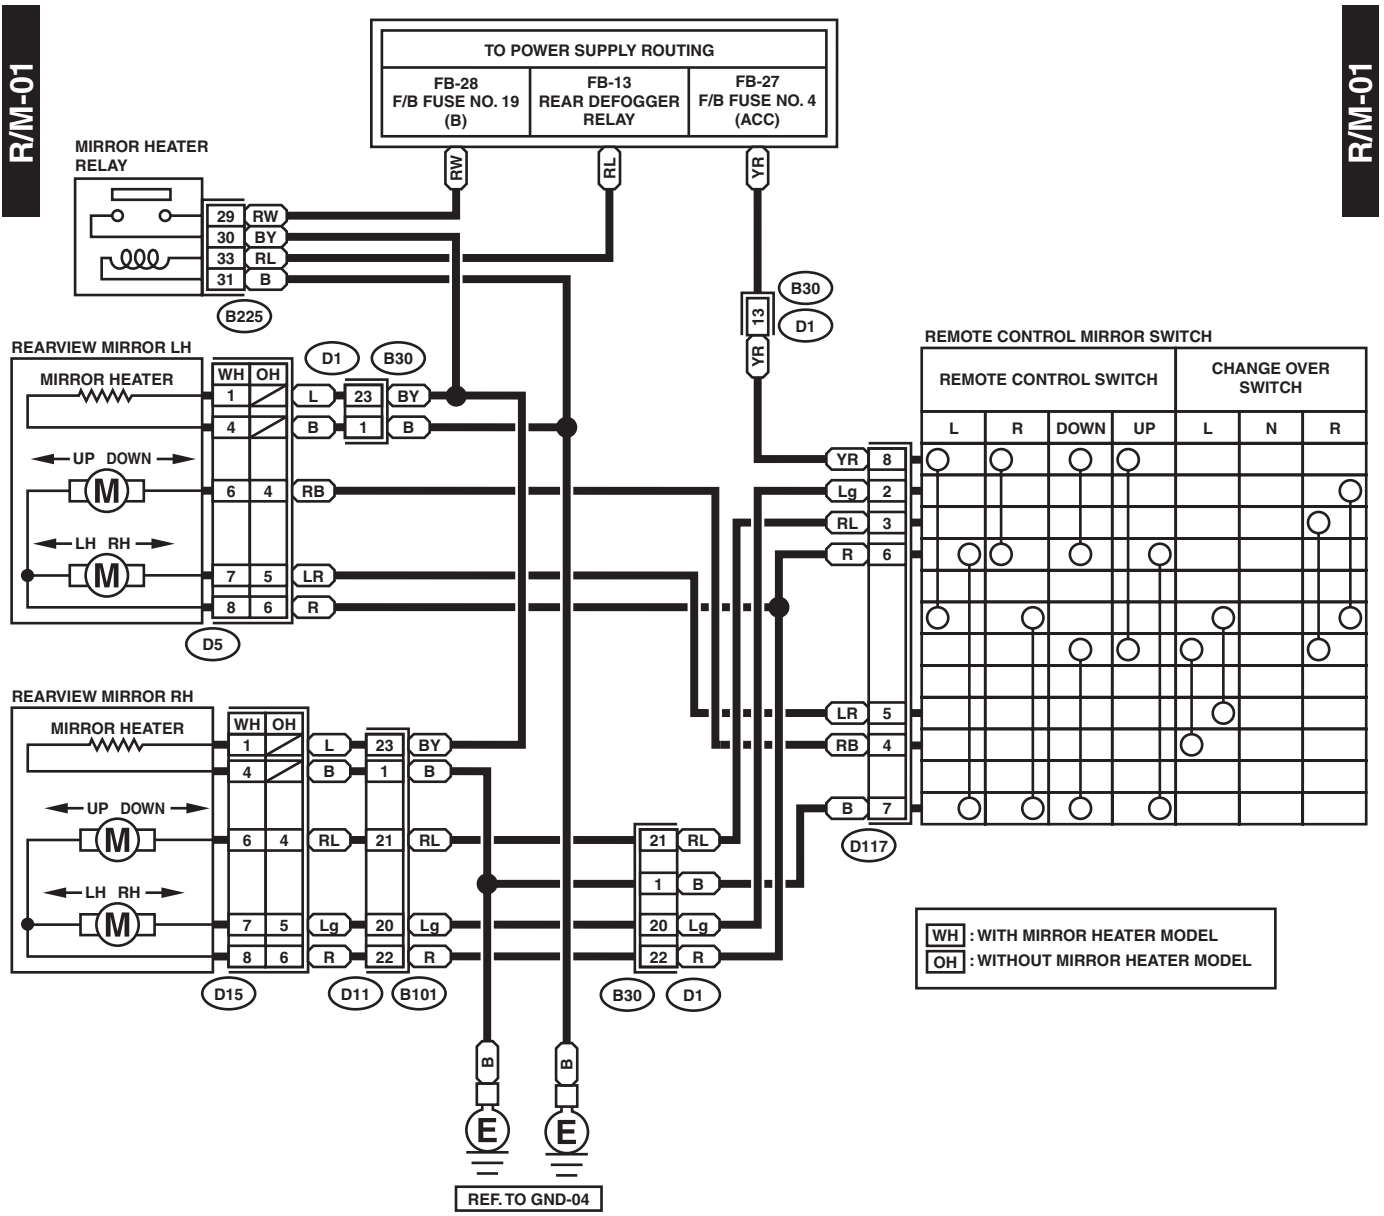 R/M-01
R/M-01
TO POWER SUPPLY ROUTING
FB-28
F/B FUSE NO. 19
(B)
FB-13
REAR DEFOGGER
RELAY
FB-27
F/B FUSE NO. 4
(ACC)
RW
RL
YR
MIRROR HEATER
RELAY
29 RW
30 BY
33 RL
31 B
B225
B30
13
D1
YR
REARVIEW MIRROR LH
MIRROR HEATER
WH OH
D1 B30
1 L 23 BY
4 B 1 B
UP DOWN
M
6 4 RB
LH RH
M
7 5 LR
8 6 R
D5
REMOTE CONTROL MIRROR SWITCH
REMOTE CONTROL SWITCH
CHANGE OVER
SWITCH
L R DOWN UP L N R
YR 8
Lg 2
RL 3
R 6
LR 5
RB 4
B 7
D117
REARVIEW MIRROR RH
MIRROR HEATER
WH OH
1 L 23 BY
4 B 1 B
UP DOWN
M
6 4 RL 21 RL
21 RL
1 B
LH RH
M
7 5 Lg 20 Lg
20 Lg
8 6 R 22 R
22 R
D15 D11 B101
B30 D1
WH : WITH MIRROR HEATER MODEL
OH : WITHOUT MIRROR HEATER MODEL
B B
E E
REF. TO GND-04